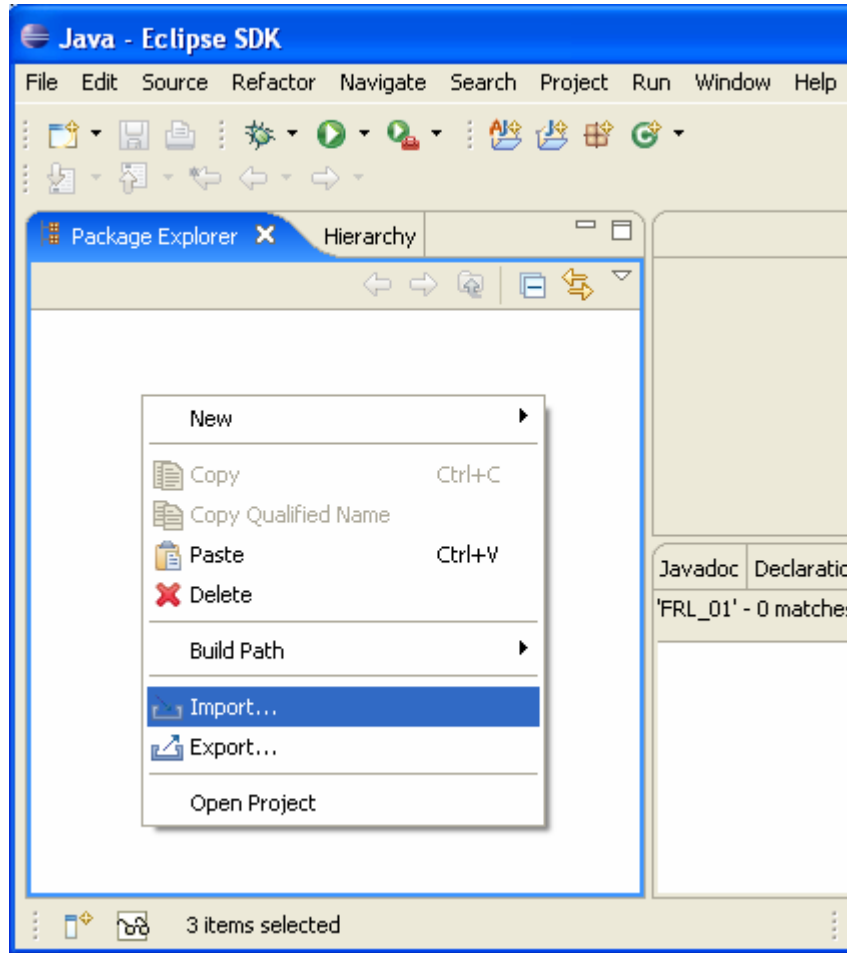 Java - Eclipse SDK
File Edit Source Refactor Navigate Search Project Run Window Help
Package Explorer Hierarchy
New
Copy Ctrl+C
Copy Qualified Name
Paste Ctrl+V
Delete
Build Path
Import...
Export...
Open Project
Javadoc Declaratio
'FRL_01' - 0 matches
3 items selected